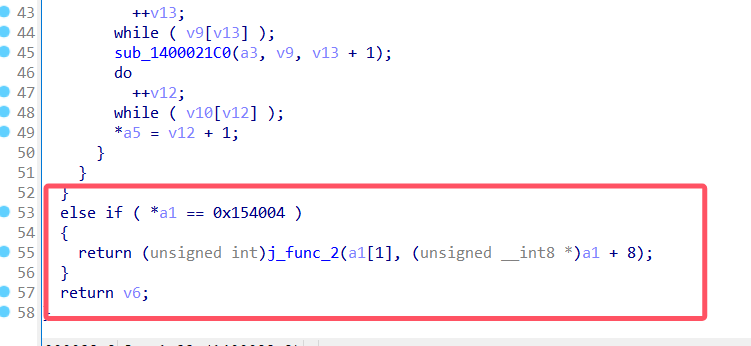 43 ++v13;
44 while ( v9[v13] );
45 sub_1400021C0(a3, v9, v13 + 1);
46 do
47 ++v12;
48 while ( v10[v12] );
49 *a5 = v12 + 1;
50 }
51 }
52 }
53 else if ( *a1 == 0x154004 )
54 {
55 return (unsigned int)j_func_2(a1[1], (unsigned __int8 *)a1 + 8);
56 }
57 return v6;
58 }